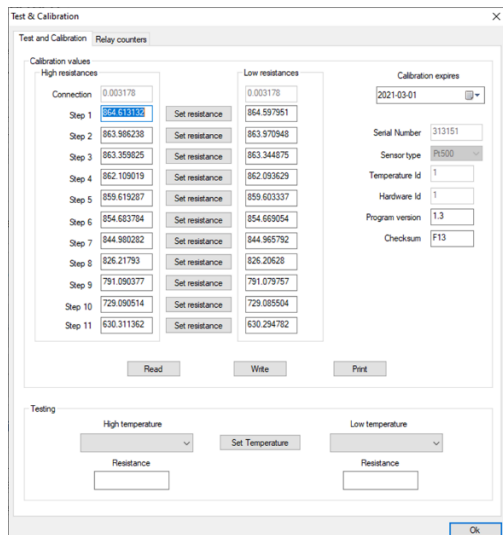 Test & Calibration
Test and Calibration Relay counters
Calibration values
High resistances Low resistances
Connection 0.003178 0.003178
Step 1 864.613132 Set resistance 864.597951
Step 2 863.986238 Set resistance 863.970948
Step 3 863.359825 Set resistance 863.344875
Step 4 862.109019 Set resistance 862.093629
Step 5 859.619287 Set resistance 859.603337
Step 6 854.683784 Set resistance 854.669054
Step 7 844.980282 Set resistance 844.965792
Step 8 826.21793 Set resistance 826.20628
Step 9 791.090377 Set resistance 791.079757
Step 10 729.090514 Set resistance 729.085504
Step 11 630.311362 Set resistance 630.294782
Calibration expires
2021-03-01
Serial Number 313151
Sensor type Pt500
Temperature Id 1
Hardware Id 1
Program version 1.3
Checksum F13
Read Write Print
Testing
High temperature Low temperature
Set Temperature
Resistance Resistance
Ok